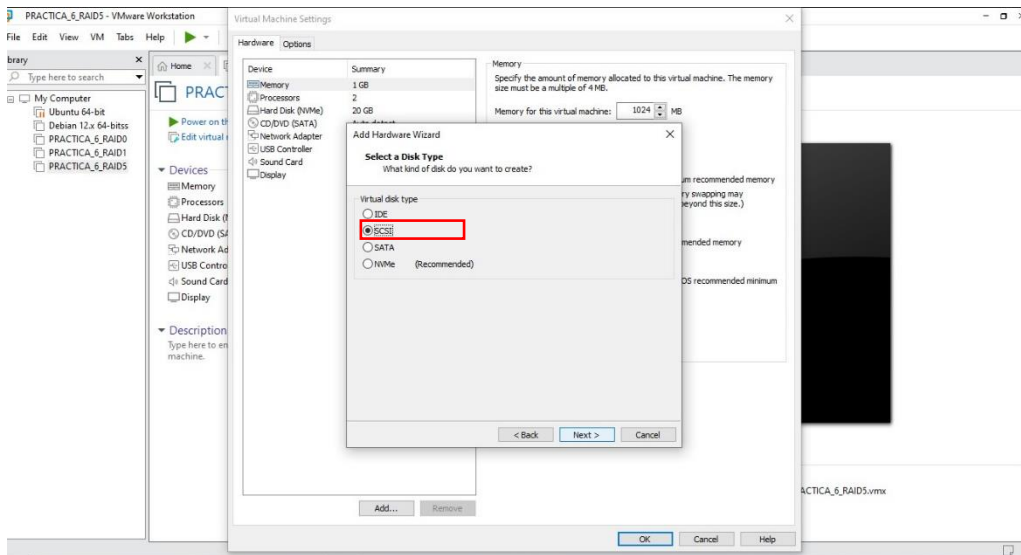 PRACTICA_6_RAID5 - VMware Workstation
File Edit View VM Tabs Help
Type here to search
My Computer
Ubuntu 64-bit
Debian 12.x 64-bitss
PRACTICA_6_RAID0
PRACTICA_6_RAID1
PRACTICA_6_RAID5
Home
PRACT
Power on th
Edit virtual
Devices
Memory
Processors
Hard Disk (
CD/DVD (SA
Network Ad
USB Contro
Sound Card
Display
Description
Type here to en
machine.
Virtual Machine Settings
Hardware Options
Device Summary
Memory 1 GB
Processors 2
Hard Disk (NVMe) 20 GB
CD/DVD (SATA)
Network Adapter
USB Controller
Sound Card
Display
Memory
Specify the amount of memory allocated to this virtual machine. The memory
size must be a multiple of 4 MB.
Memory for this virtual machine: 1024 MB
Add Hardware Wizard
Select a Disk Type
What kind of disk do you want to create?
Virtual disk type
IDE
SCSI
SATA
NVMe (Recommended)
< Back Next > Cancel
um recommended memory
ry swapping may
beyond this size.)
mended memory
OS recommended minimum
Add... Remove
OK Cancel Help
ACTICA_6_RAID5.vmx